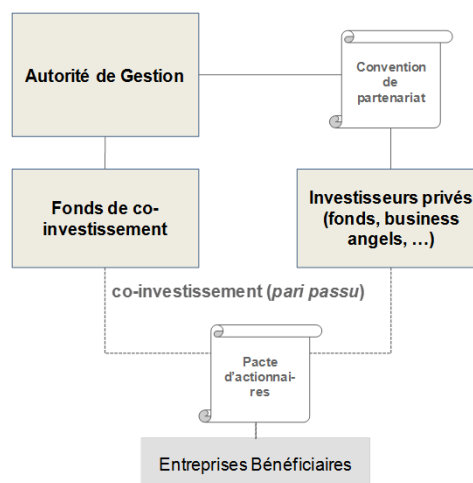 Autorité de Gestion
Convention
de
partenariat
Fonds de co-
investissement
Investisseurs privés
(fonds, business
angels, …)
co-investissement (pari passu)
Pacte
d'actionnai-
res
Entreprises Bénéficiaires